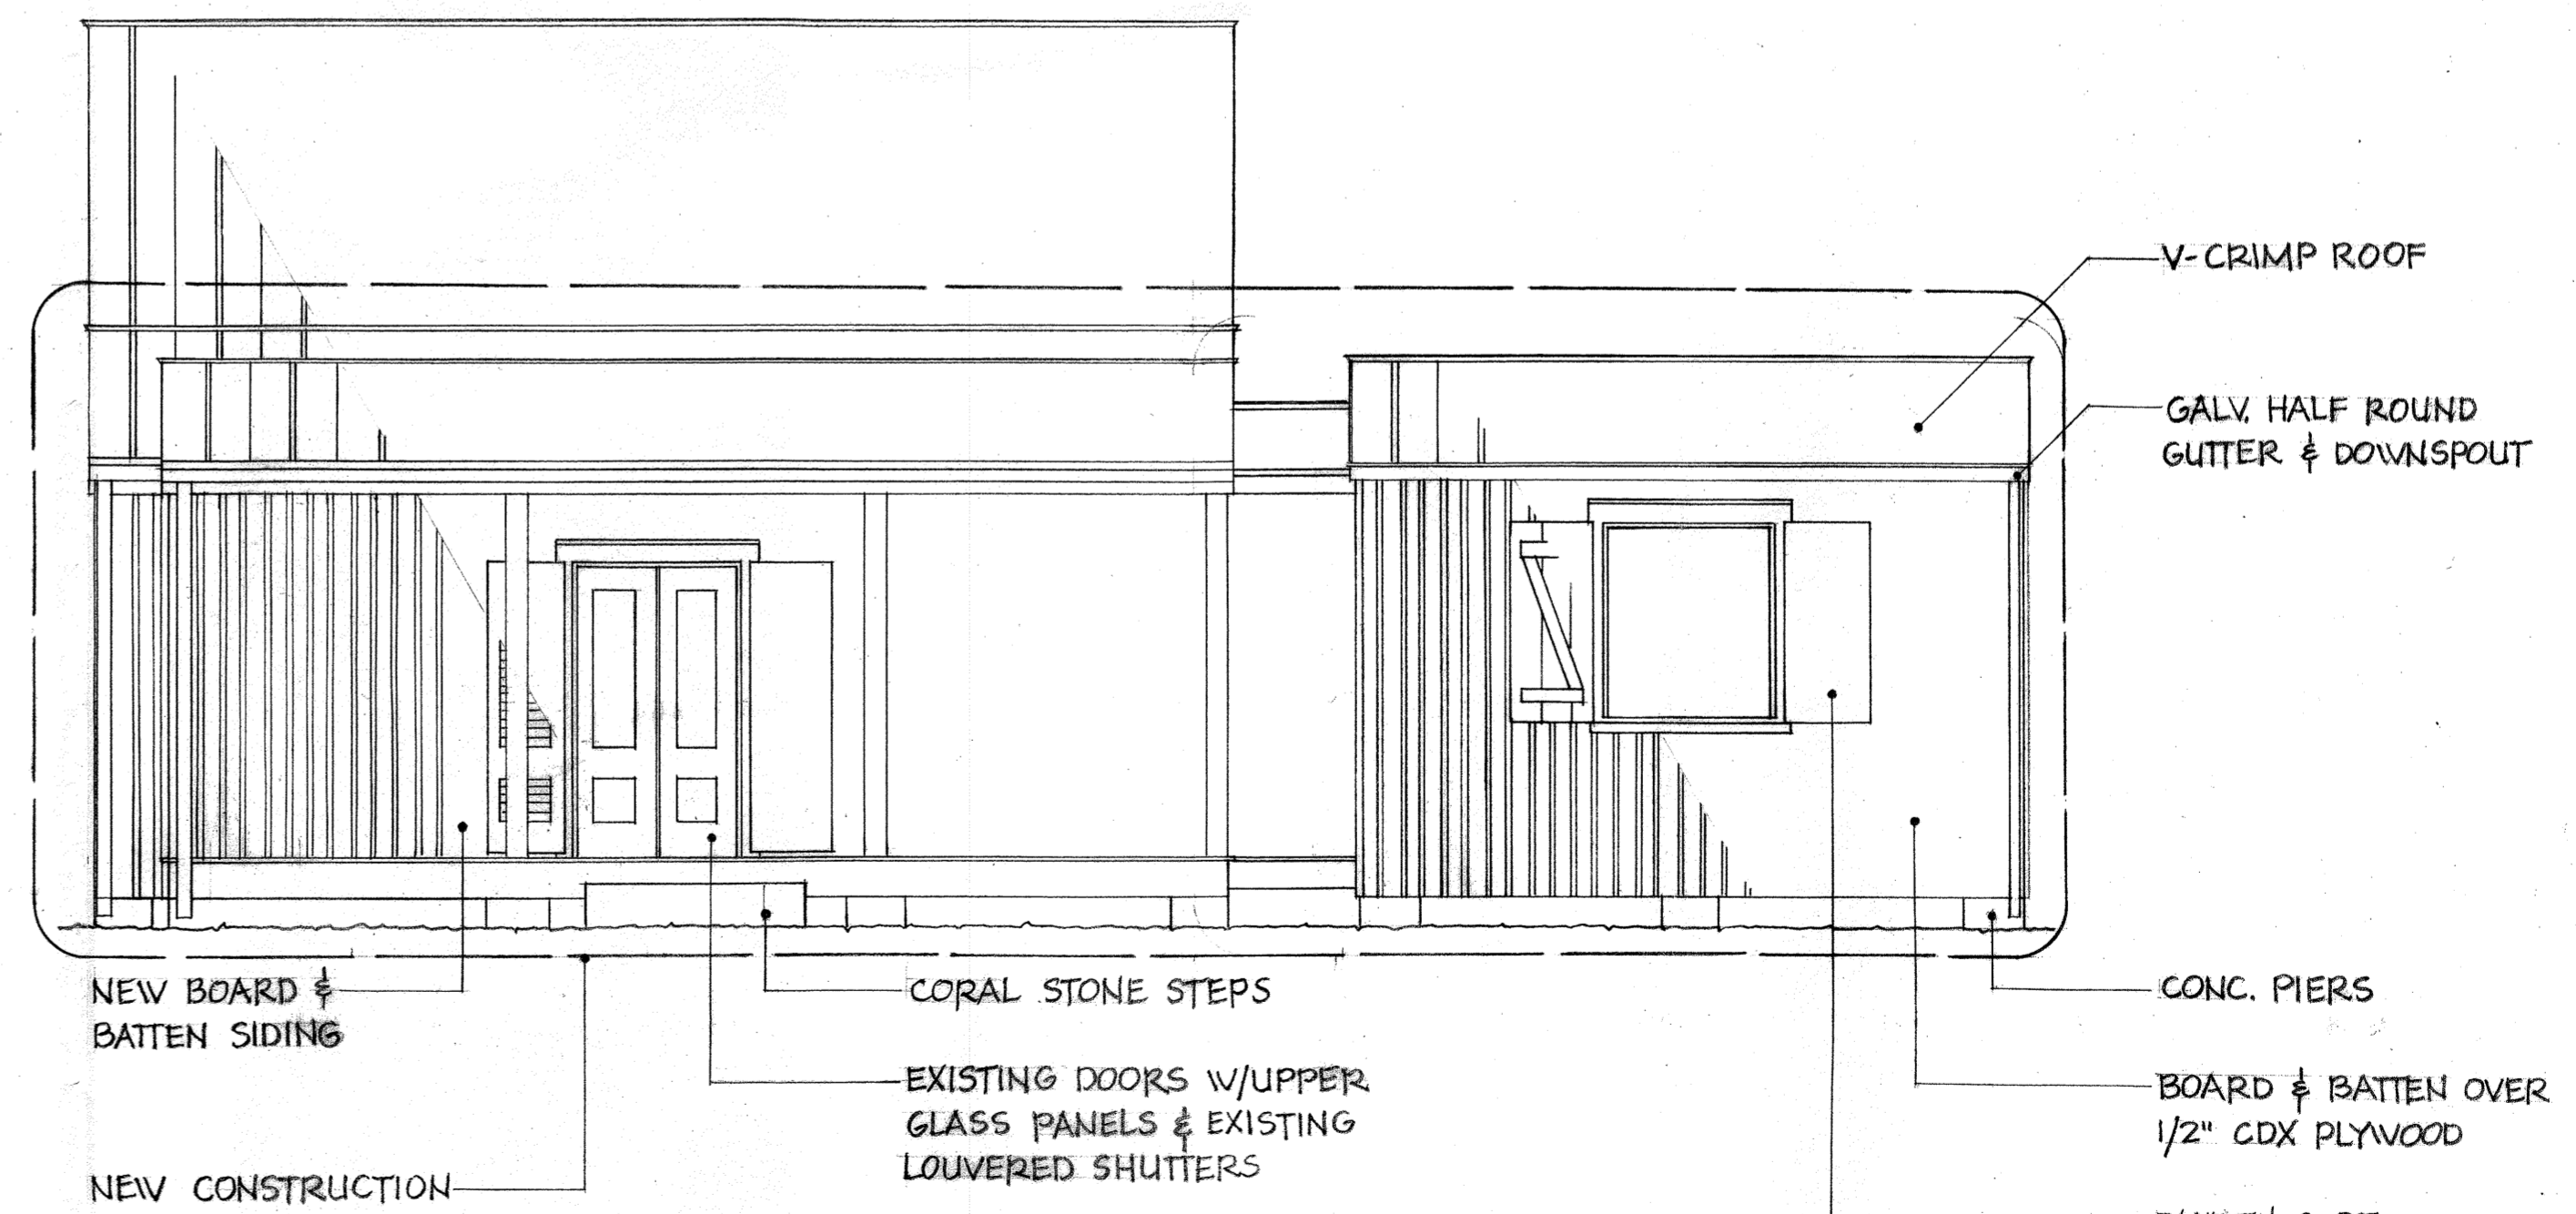 V-CRIMP ROOF
GALV. HALF ROUND
GUTTER & DOWNSPOUT
NEW BOARD &
BATTEN SIDING
CORAL STONE STEPS
CONC. PIERS
EXISTING DOORS W/UPPER
GLASS PANELS & EXISTING
LOUVERED SHUTTERS
BOARD & BATTEN OVER
1/2" CDX PLYWOOD
NEW CONSTRUCTION